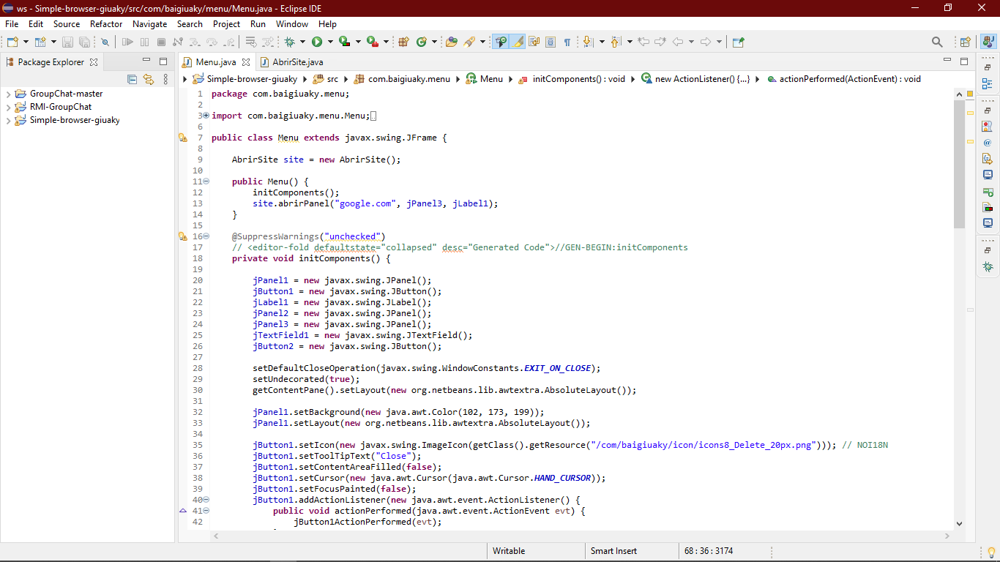 ws - Simple-browser-giuaky/src/com/baigiuaky/menu/Menu.java - Eclipse IDE
File Edit Source Refactor Navigate Search Project Run Window Help
Package Explorer
GroupChat-master
RMI-GroupChat
Simple-browser-giuaky
Menu.java AbrirSite.java
Simple-browser-giuaky src com.baigiuaky.menu Menu initComponents() : void new ActionListener() {...} actionPerformed(ActionEvent) : void
1 package com.baigiuaky.menu;
2
3 import com.baigiuaky.menu.Menu;
6
7 public class Menu extends javax.swing.JFrame {
8
9 AbrirSite site = new AbrirSite();
10
11 public Menu() {
12 initComponents();
13 site.abrirPanel("google.com", jPanel3, jLabel1);
14 }
15
16 @SuppressWarnings("unchecked")
17 // <editor-fold defaultstate="collapsed" desc="Generated Code">//GEN-BEGIN:initComponents
18 private void initComponents() {
19
20 jPanel1 = new javax.swing.JPanel();
21 jButton1 = new javax.swing.JButton();
22 jLabel1 = new javax.swing.JLabel();
23 jPanel2 = new javax.swing.JPanel();
24 jPanel3 = new javax.swing.JPanel();
25 jTextField1 = new javax.swing.JTextField();
26 jButton2 = new javax.swing.JButton();
27
28 setDefaultCloseOperation(javax.swing.WindowConstants.EXIT_ON_CLOSE);
29 setUndecorated(true);
30 getContentPane().setLayout(new org.netbeans.lib.awtextra.AbsoluteLayout());
31
32 jPanel1.setBackground(new java.awt.Color(102, 173, 199));
33 jPanel1.setLayout(new org.netbeans.lib.awtextra.AbsoluteLayout());
34
35 jButton1.setIcon(new javax.swing.ImageIcon(getClass().getResource("/com/baigiuaky/icon/icons8_Delete_20px.png"))); // NOI18N
36 jButton1.setToolTipText("Close");
37 jButton1.setContentAreaFilled(false);
38 jButton1.setCursor(new java.awt.Cursor(java.awt.Cursor.HAND_CURSOR));
39 jButton1.setFocusPainted(false);
40 jButton1.addActionListener(new java.awt.event.ActionListener() {
41 public void actionPerformed(java.awt.event.ActionEvent evt) {
42 jButton1ActionPerformed(evt);
Writable Smart Insert 68 : 36 : 3174